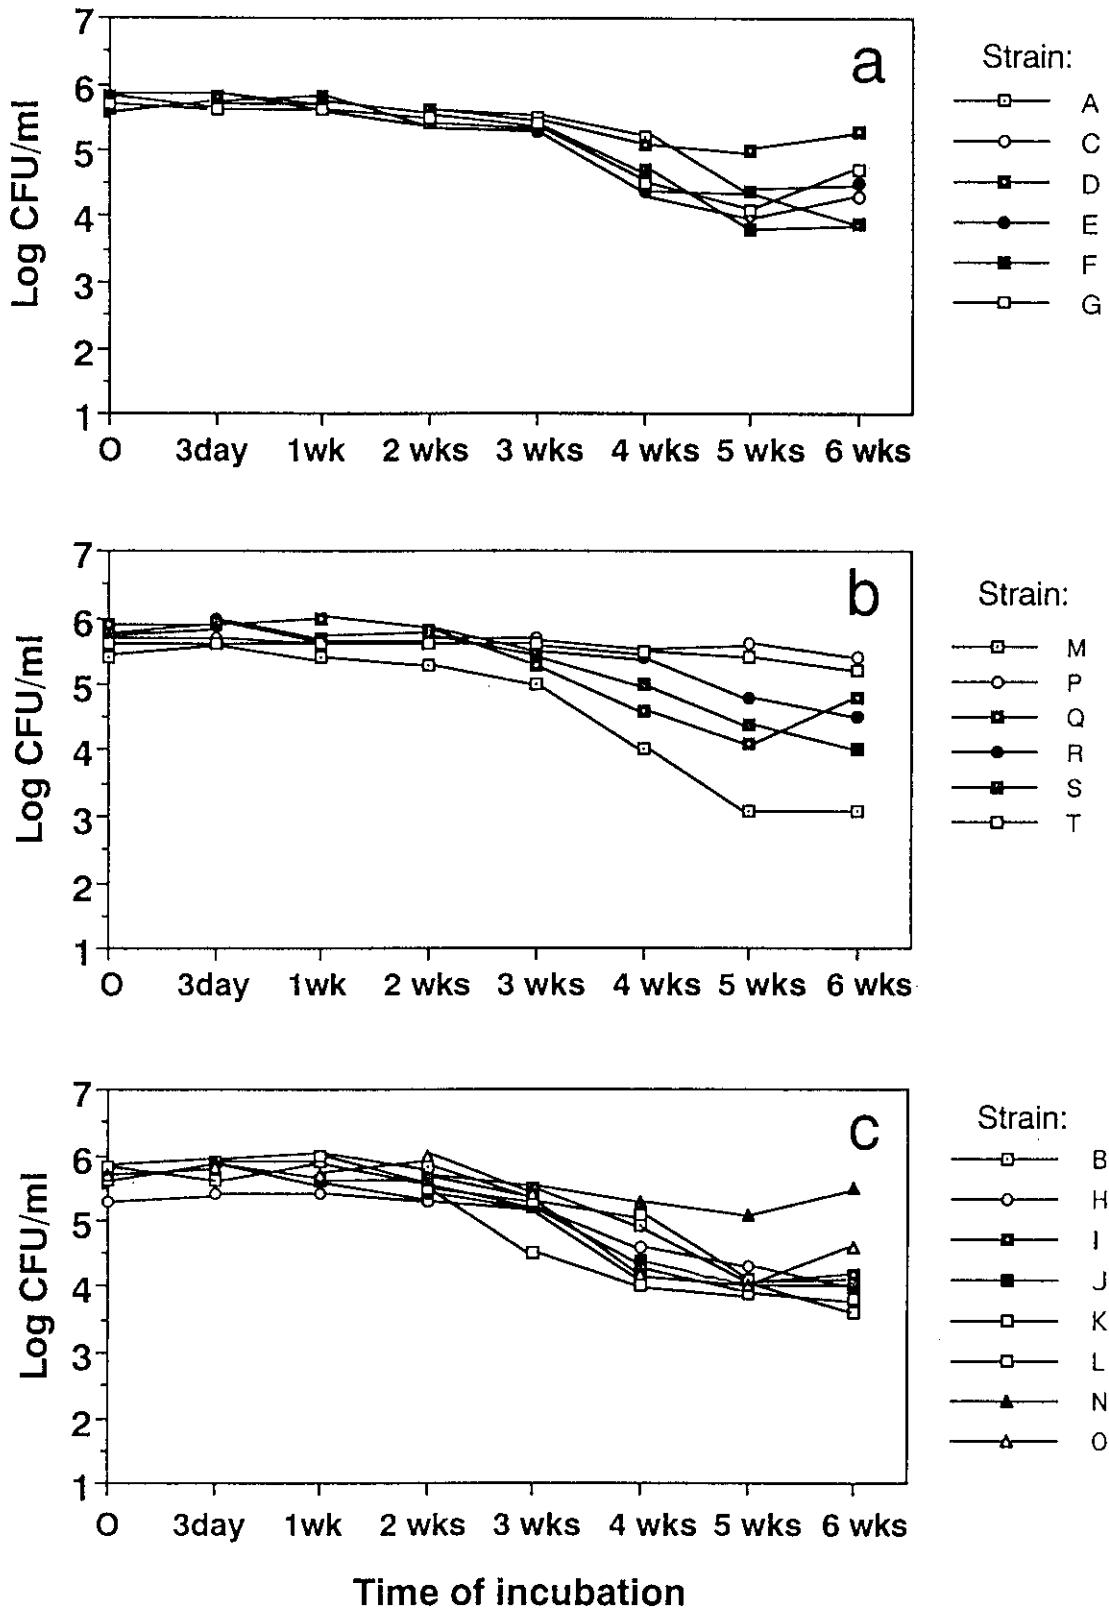 a
7
6
5
4
3
2
1
Log CFU/ml
O 3day 1wk 2 wks 3 wks 4 wks 5 wks 6 wks
Strain:
A
C
D
E
F
G
b
7
6
5
4
3
2
1
Log CFU/ml
O 3day 1wk 2 wks 3 wks 4 wks 5 wks 6 wks
Strain:
M
P
Q
R
S
T
c
7
6
5
4
3
2
1
Log CFU/ml
O 3day 1wk 2 wks 3 wks 4 wks 5 wks 6 wks
Strain:
B
H
I
J
K
L
N
O
Time of incubation